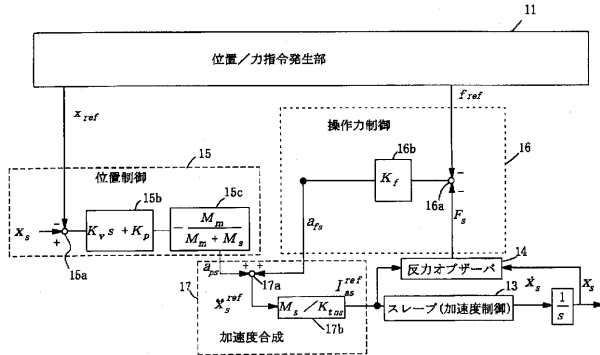 11
位置/力指令発生部
x_ref
f_ref
操作力制御
16
15
位置制御
16b
K_f
16a
15b
15c
x_s
K_v s + K_p
- M_m / (M_m + M_s)
15a
a_fs
F_s
14
反力オブザーバ
a_ps
17
17a
ẍ_s^ref
I_as^ref
M_s / K_tns
17b
加速度合成
13
スレーブ(加速度制御)
ẋ_s
1/s
x_s
- + + + - -